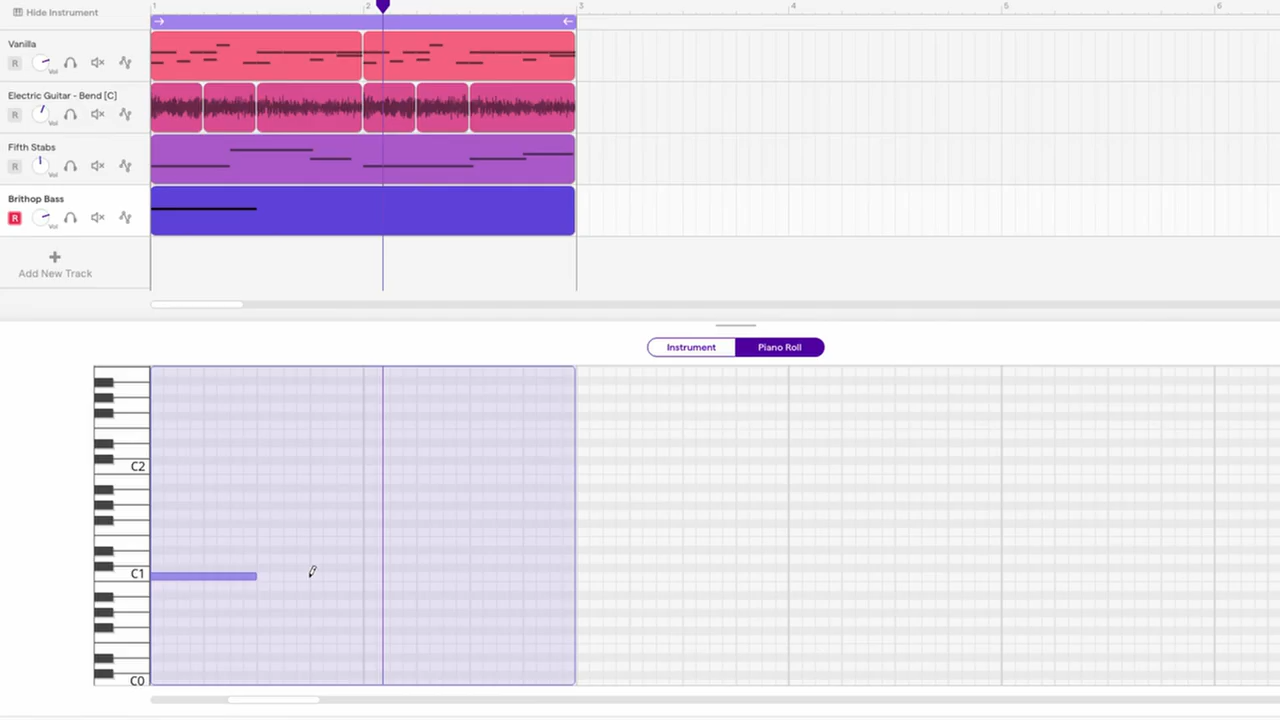 Hide Instrument
1
2
3
4
5
6
Vanilla
R
Vol
Electric Guitar - Bend [C]
R
Vol
Fifth Stabs
R
Vol
Brithop Bass
R
Vol
Add New Track
Instrument
Piano Roll
C2
C1
C0